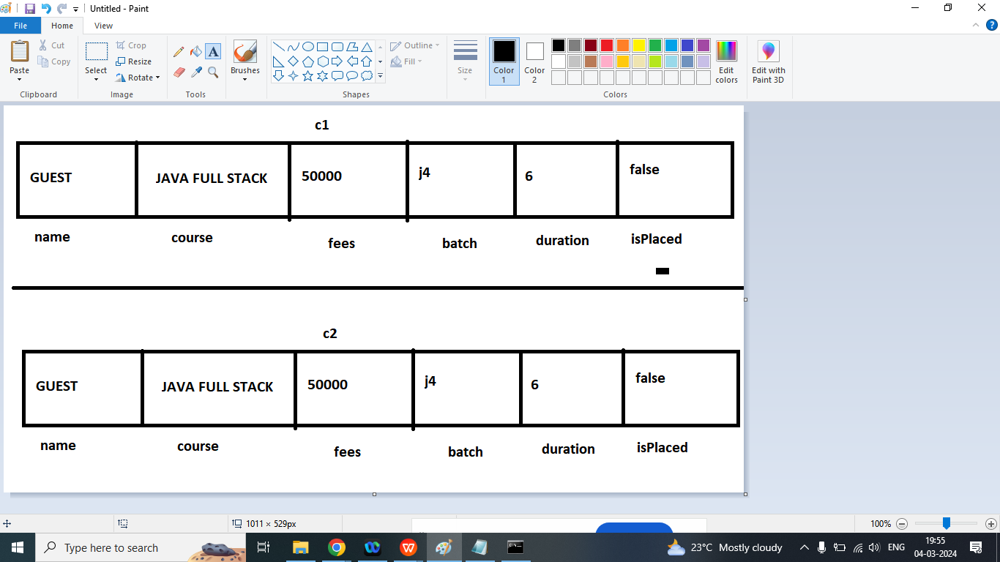 Untitled - Paint
File Home View
Paste Cut Copy
Clipboard
Select Crop Resize Rotate
Image
A
Tools
Brushes
Outline Fill
Shapes
Size
Color 1 Color 2
Edit colors
Colors
Edit with Paint 3D
c1
GUEST JAVA FULL STACK 50000 j4 6 false
name course fees batch duration isPlaced
c2
GUEST JAVA FULL STACK 50000 j4 6 false
name course fees batch duration isPlaced
1011 × 529px 100%
Type here to search 23°C Mostly cloudy ENG 19:55
04-03-2024